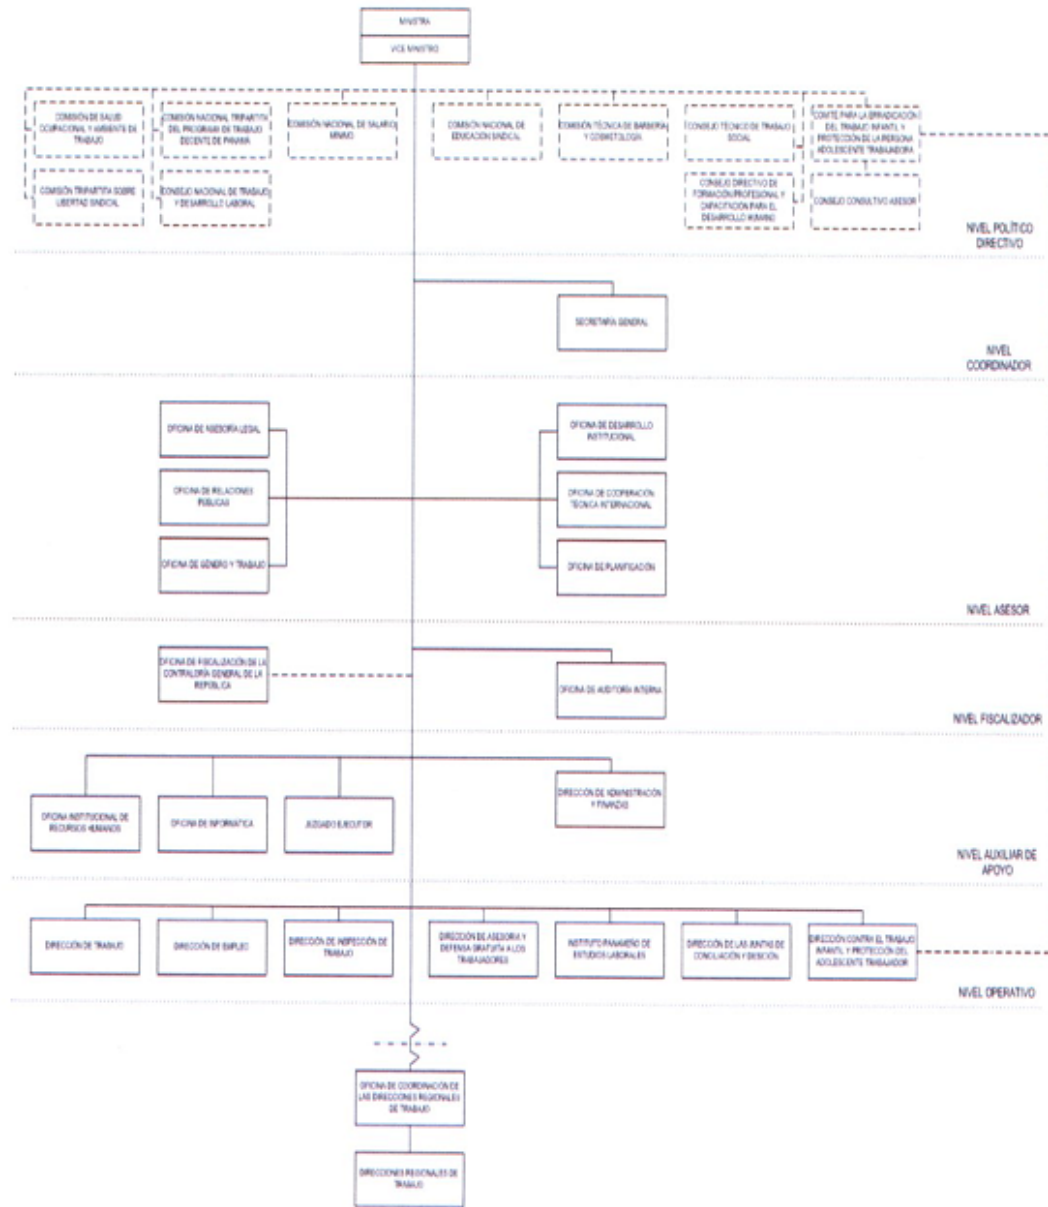 MINISTRA
VICE MINISTRO
COMISIÓN DE SALUD
OCUPACIONAL Y AMBIENTE DE
TRABAJO
COMISIÓN NACIONAL TRIPARTITA
DEL PROGRAMA DE TRABAJO
DECENTE DE PANAMA
COMISIÓN NACIONAL DE SALARIO
MÍNIMO
COMISIÓN NACIONAL DE
EDUCACIÓN SINDICAL
COMISIÓN TÉCNICA DE BARBERÍA
Y COSMETOLOGÍA
CONSEJO TÉCNICO DE TRABAJO
SOCIAL
COMITÉ PARA LA ERRADICACIÓN
DEL TRABAJO INFANTIL Y
PROTECCIÓN DE LA PERSONA
ADOLESCENTE TRABAJADORA
COMISIÓN TRIPARTITA SOBRE
LIBERTAD SINDICAL
CONSEJO NACIONAL DE TRABAJO
Y DESARROLLO LABORAL
CONSEJO DIRECTIVO DE
FORMACIÓN PROFESIONAL Y
CAPACITACIÓN PARA EL
DESARROLLO HUMANO
CONSEJO CONSULTIVO ASESOR
NIVEL POLÍTICO
DIRECTIVO
SECRETARÍA GENERAL
NIVEL
COORDINADOR
OFICINA DE ASESORÍA LEGAL
OFICINA DE DESARROLLO
INSTITUCIONAL
OFICINA DE RELACIONES
PÚBLICAS
OFICINA DE COOPERACIÓN
TÉCNICA INTERNACIONAL
OFICINA DE GÉNERO Y TRABAJO
OFICINA DE PLANIFICACIÓN
NIVEL ASESOR
OFICINA DE FISCALIZACIÓN DE LA
CONTRALORÍA GENERAL DE LA
REPÚBLICA
OFICINA DE AUDITORÍA INTERNA
NIVEL FISCALIZADOR
OFICINA INSTITUCIONAL DE
RECURSOS HUMANOS
OFICINA DE INFORMÁTICA
JUZGADO EJECUTOR
DIRECCIÓN DE ADMINISTRACIÓN
Y FINANZAS
NIVEL AUXILIAR DE
APOYO
DIRECCIÓN DE TRABAJO
DIRECCIÓN DE EMPLEO
DIRECCIÓN DE INSPECCIÓN DE
TRABAJO
DIRECCIÓN DE ASESORIA Y
DEFENSA GRATUITA A LOS
TRABAJADORES
INSTITUTO PANAMEÑO DE
ESTUDIOS LABORALES
DIRECCIÓN DE LAS JUNTAS DE
CONCILIACIÓN Y DESICIÓN
DIRECCIÓN CONTRA EL TRABAJO
INFANTIL Y PROTECCIÓN DEL
ADOLESCENTE TRABAJADOR
NIVEL OPERATIVO
OFICINA DE COORDINACIÓN DE
LAS DIRECCIONES REGIONALES
DE TRABAJO
DIRECCIONES REGIONALES DE
TRABAJO